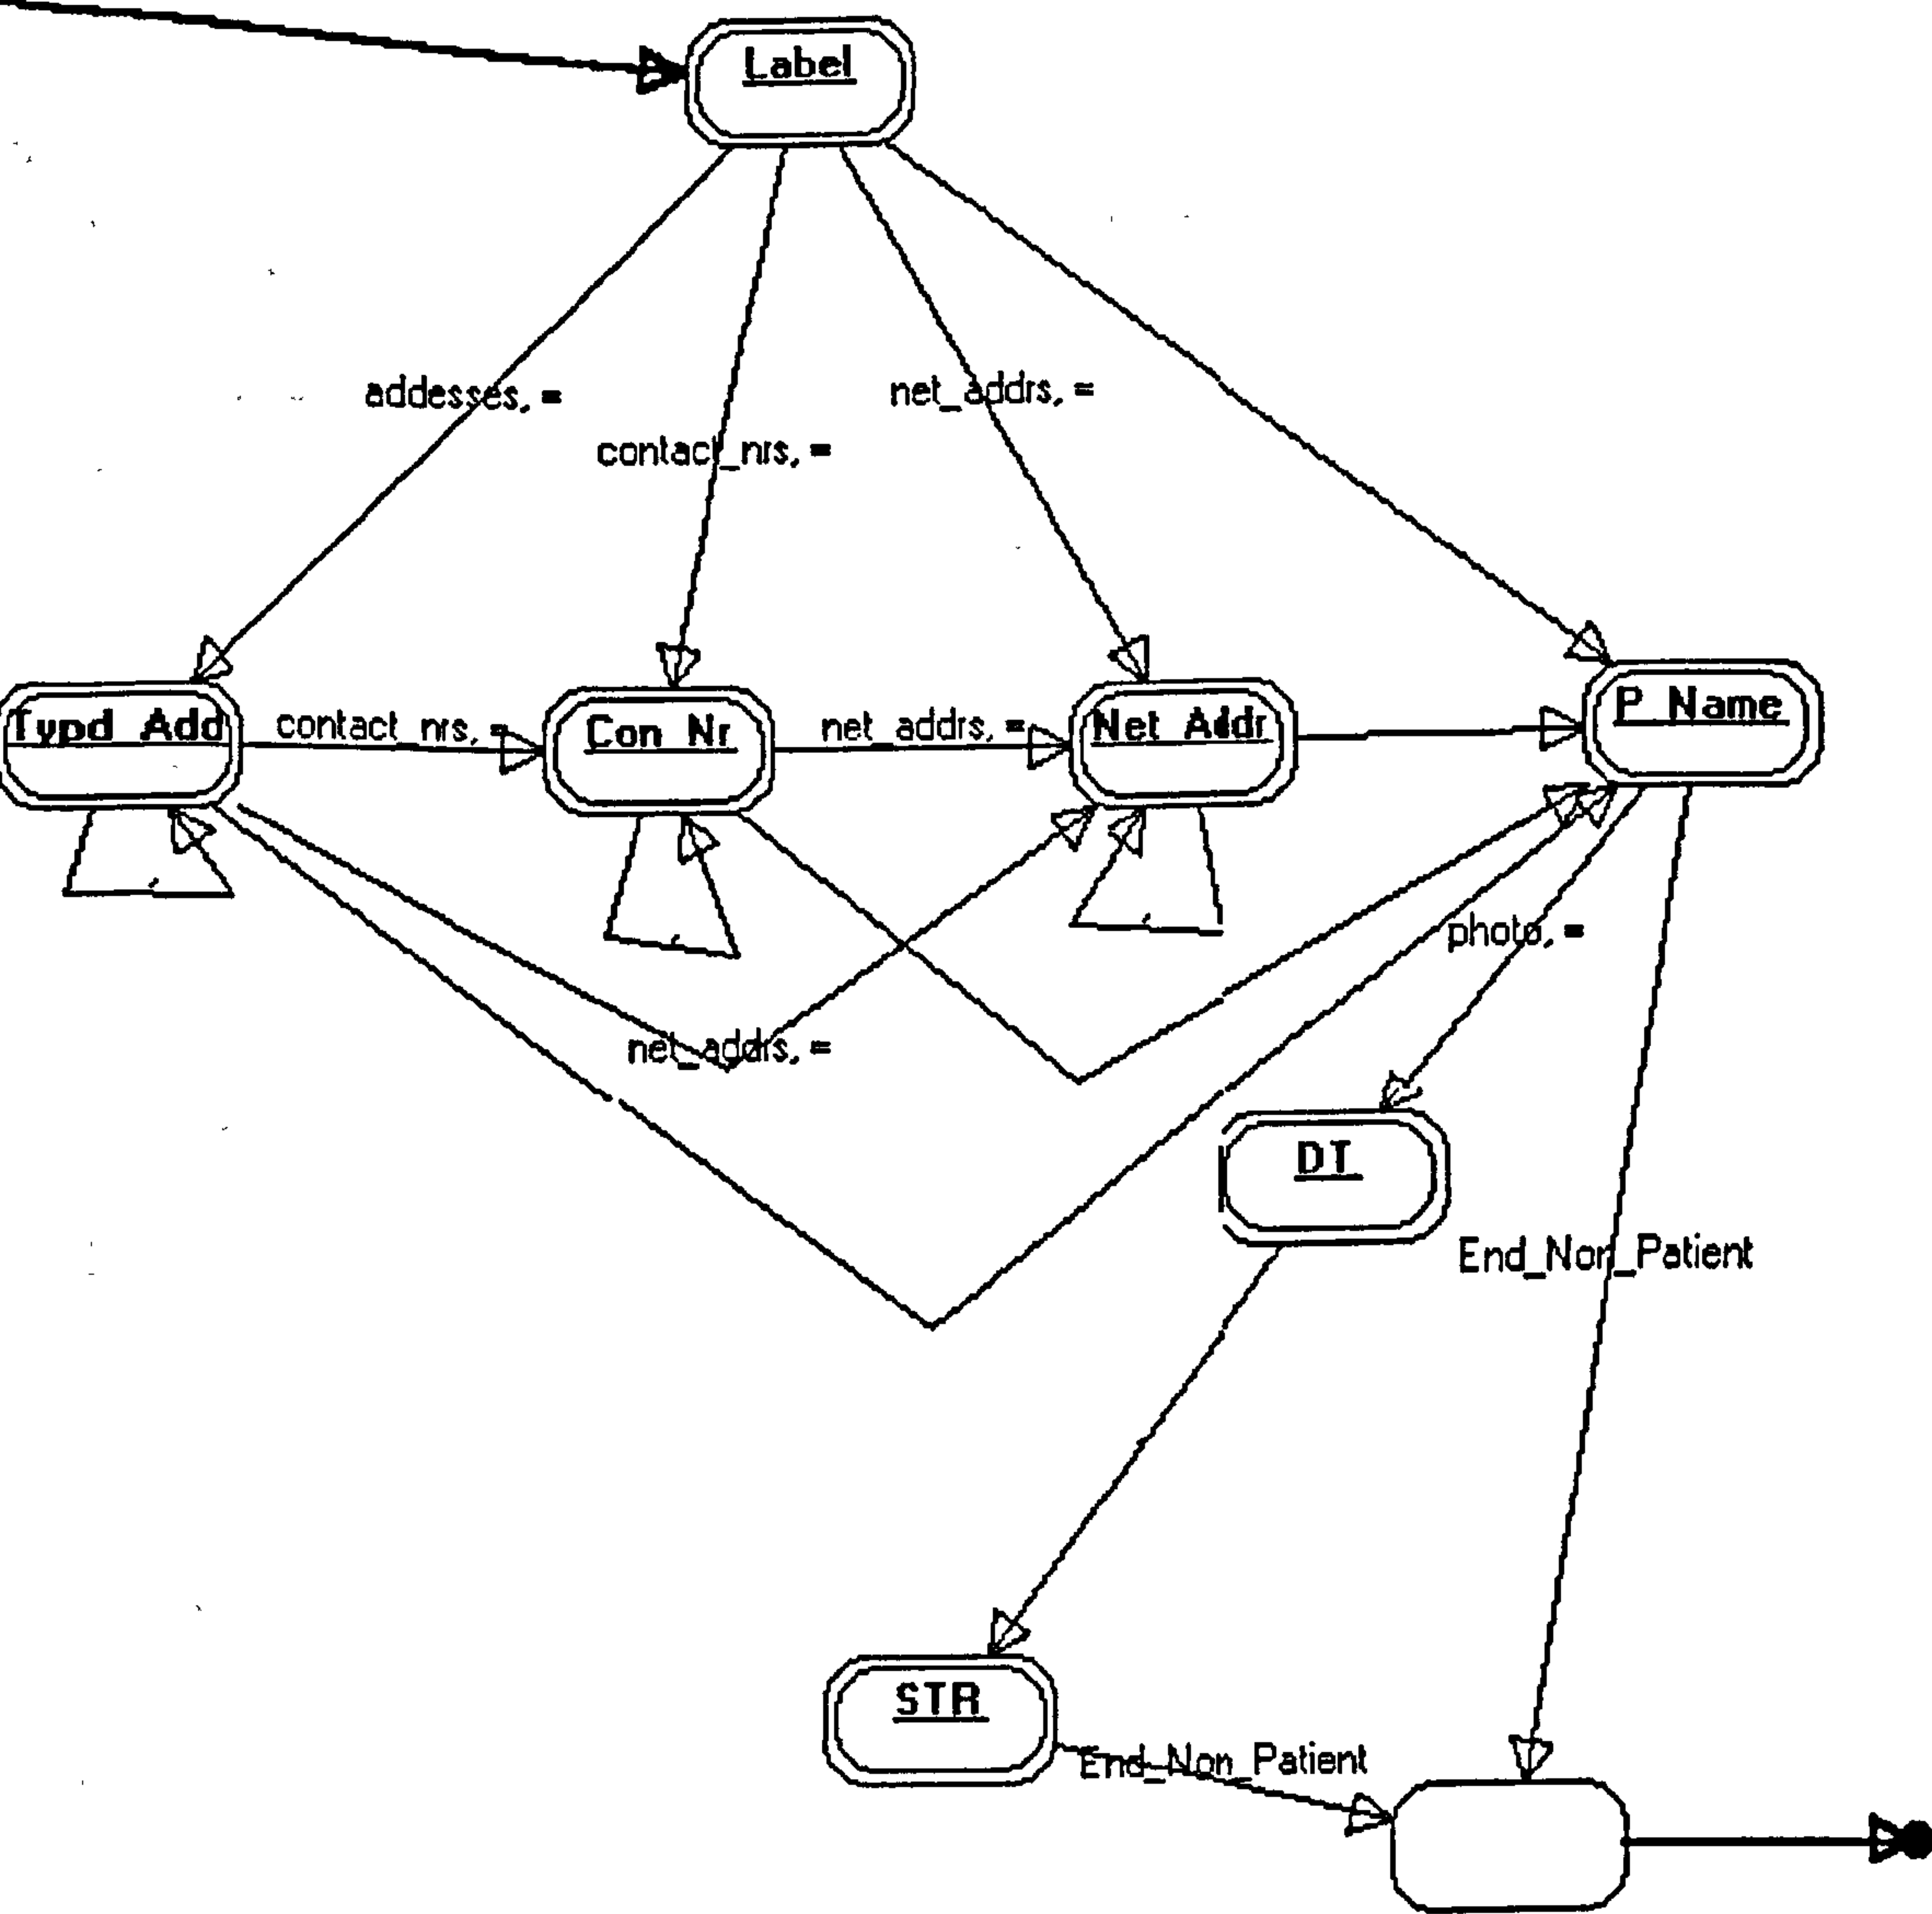 Label
addesses, =
net_addrs, =
contact_nrs, =
Typd_Add
contact_nrs, =
Con_Nr
net_addrs, =
Net_Addr
P_Name
photo, =
net_addrs, =
DT
End_Non_Patient
STR
End_Non_Patient